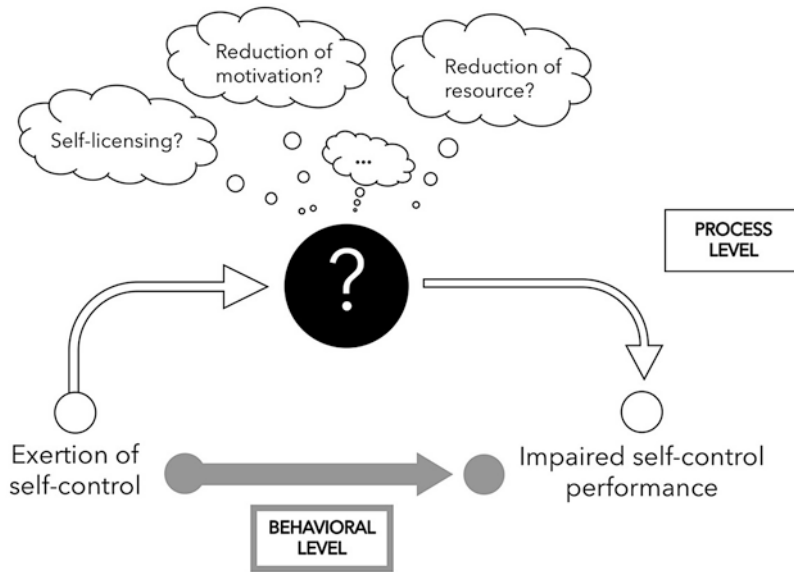 Reduction of
motivation?
Reduction of
resource?
Self-licensing?
...
?
PROCESS
LEVEL
Exertion of
self-control
Impaired self-control
performance
BEHAVIORAL
LEVEL